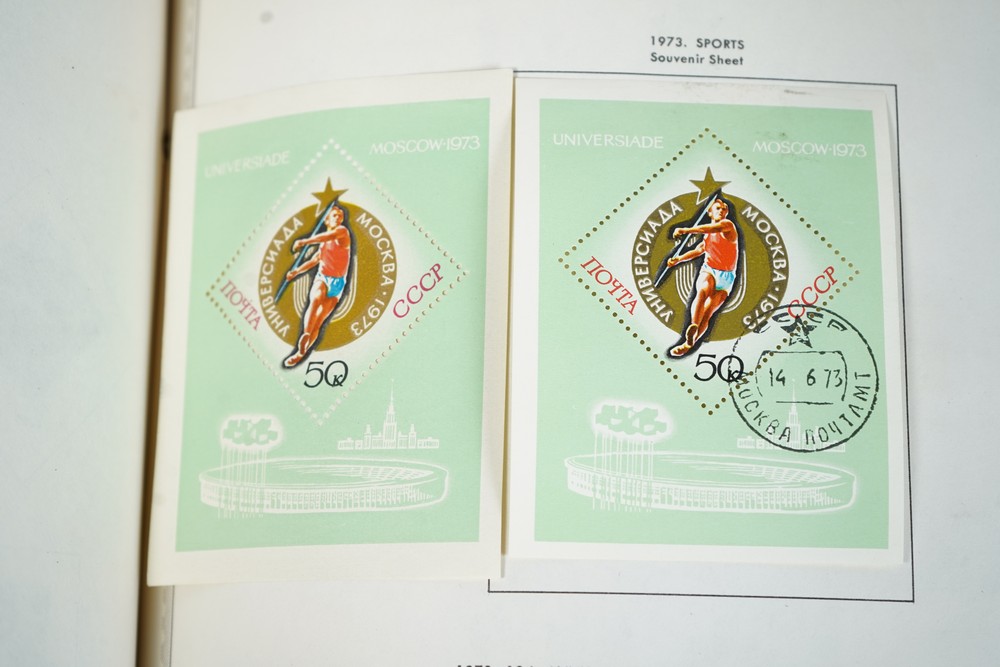 1973. SPORTS
Souvenir Sheet
UNIVERSIADE
MOSCOW·1973
УНИВЕРСИАДА МОСКВА·1973
ПОЧТА
СССР
50к
UNIVERSIADE
MOSCOW·1973
УНИВЕРСИАДА МОСКВА·1973
ПОЧТА
СССР
50к
14 6 73
МОСКВА ПОЧТАМТ